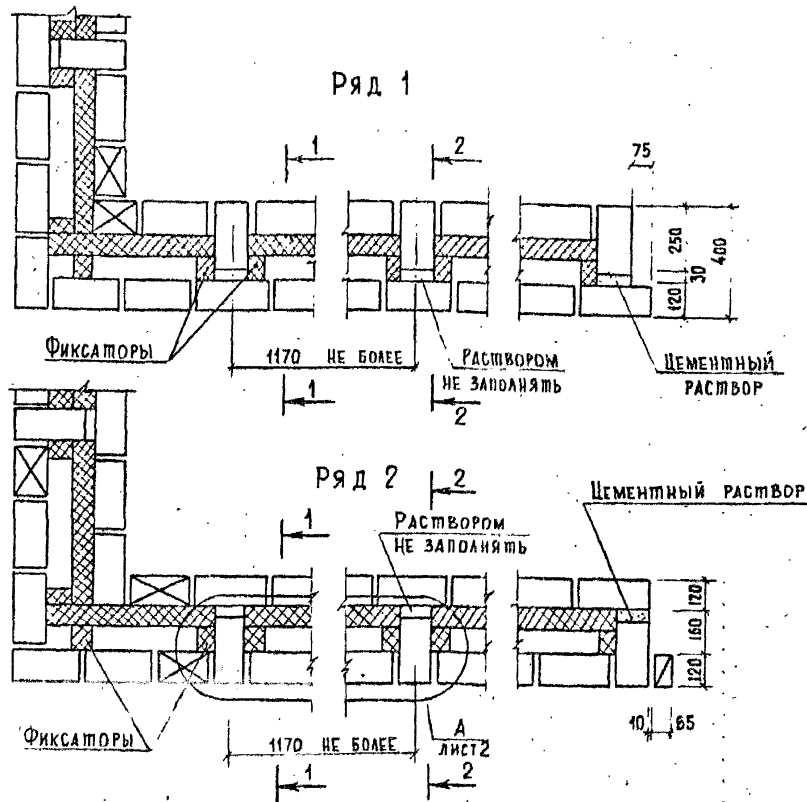 Ряд 1
1
2
75
250
400
30
120
Фиксаторы
1170 не более
Раствором
не заполнять
Цементный
раствор
1
2
Ряд 2
2
1
Раствором
не заполнять
Цементный раствор
120
160
120
10
65
Фиксаторы
1170 не более
А
лист 2
1
2